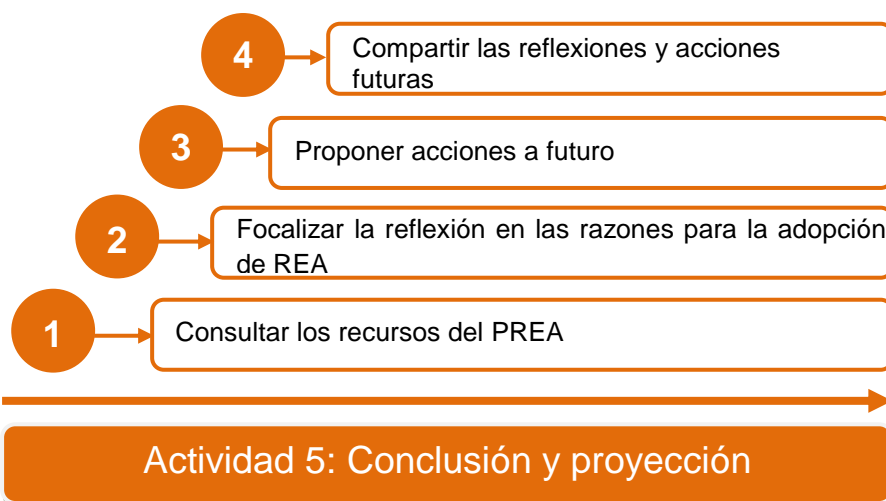 4
Compartir las reflexiones y acciones
futuras
3
Proponer acciones a futuro
2
Focalizar la reflexión en las razones para la adopción
de REA
1
Consultar los recursos del PREA
Actividad 5: Conclusión y proyección